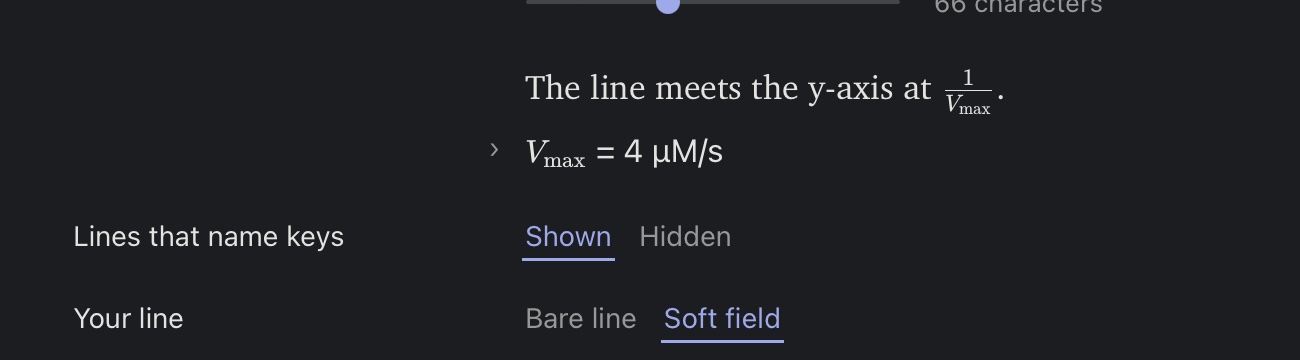 66 characters
The line meets the y-axis at 1/Vmax.
› Vmax = 4 µM/s
Lines that name keys Shown Hidden
Your line Bare line Soft field